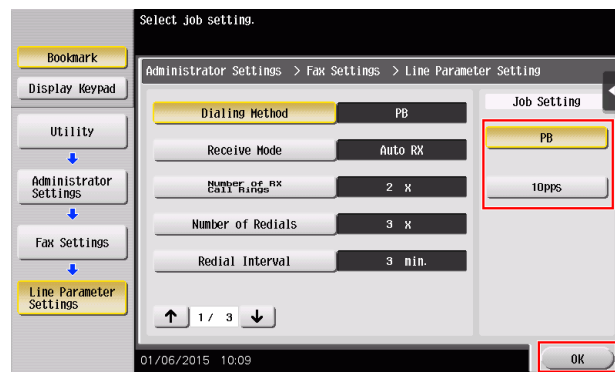 Select job setting.
Bookmark
Display Keypad
Utility
Administrator
Settings
Fax Settings
Line Parameter
Settings
Administrator Settings > Fax Settings > Line Parameter Setting
Dialing Method
PB
Receive Mode
Auto RX
Number of RX
Call Rings
2 X
Number of Redials
3 X
Redial Interval
3 min.
↑ 1/ 3 ↓
Job Setting
PB
10pps
01/06/2015 10:09
OK